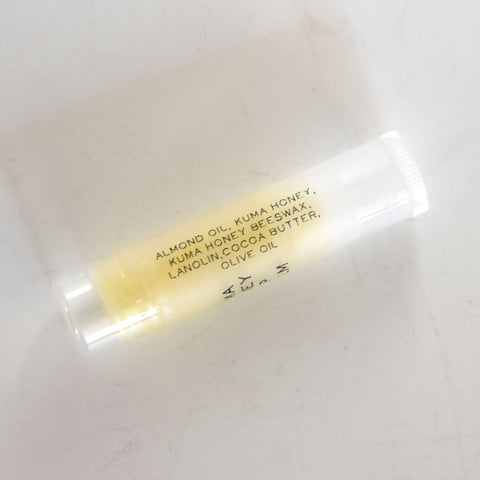 ALMOND OIL, KUMA HONEY,
KUMA HONEY BEESWAX,
LANOLIN,COCOA BUTTER,
OLIVE OIL